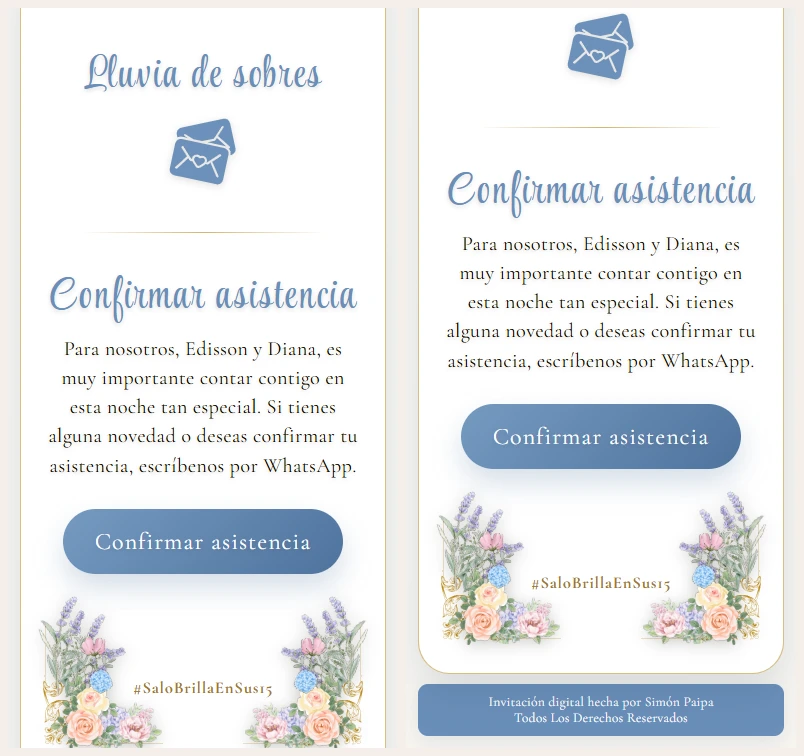 Lluvia de sobres
Confirmar asistencia
Para nosotros, Edisson y Diana, es
muy importante contar contigo en
esta noche tan especial. Si tienes
alguna novedad o deseas confirmar tu
asistencia, escríbenos por WhatsApp.
Confirmar asistencia
#SaloBrillaEnSus15
Confirmar asistencia
Para nosotros, Edisson y Diana, es
muy importante contar contigo en
esta noche tan especial. Si tienes
alguna novedad o deseas confirmar tu
asistencia, escríbenos por WhatsApp.
Confirmar asistencia
#SaloBrillaEnSus15
Invitación digital hecha por Simón Paipa
Todos Los Derechos Reservados